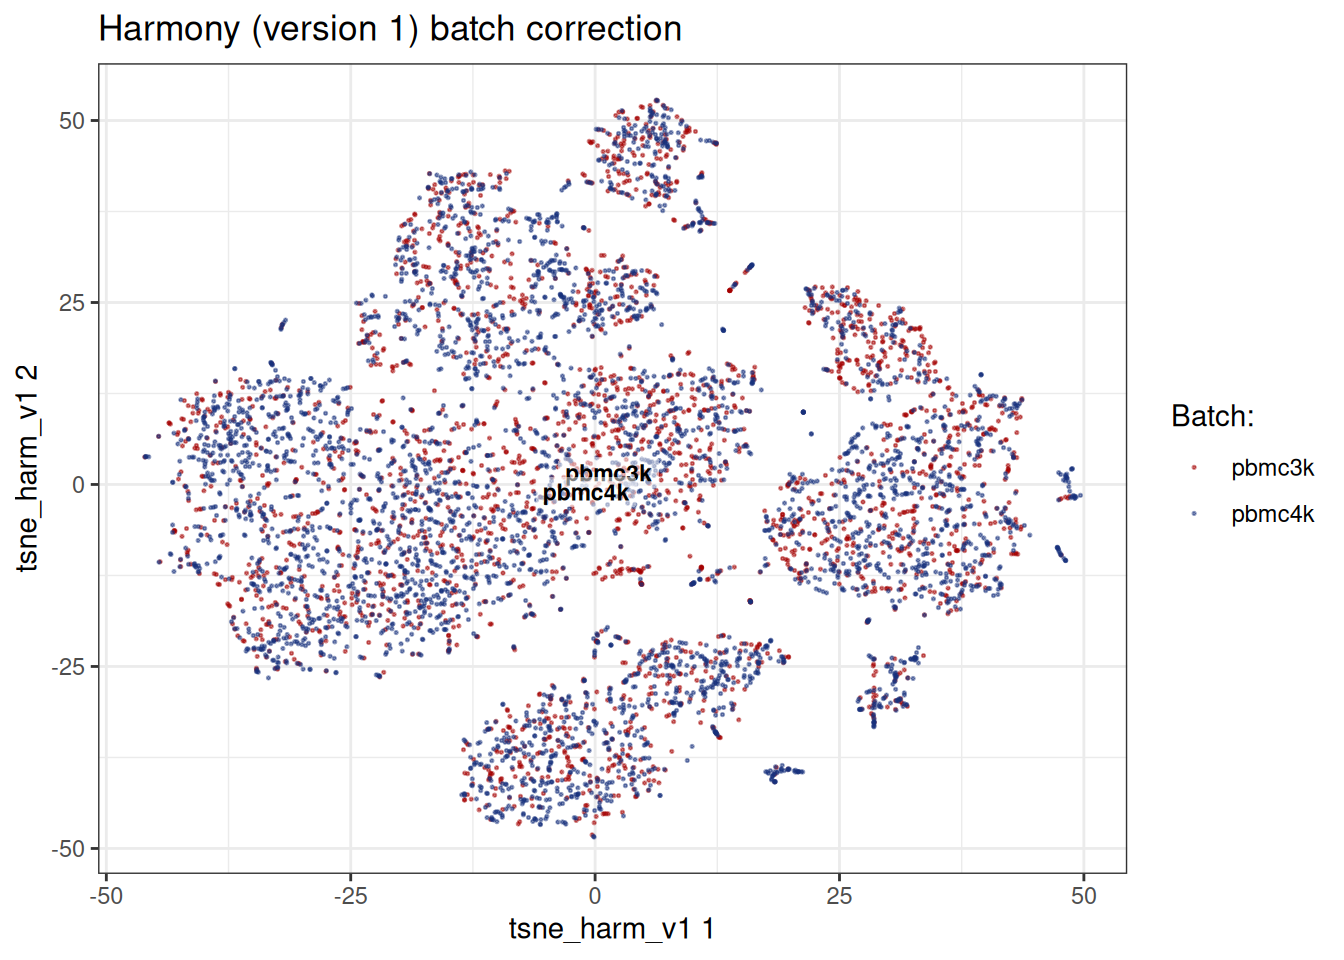 Harmony (version 1) batch correction
tsne_harm_v1 2
50
25
0
-25
-50
pbmc3k
pbmc4k
-50
-25
0
25
50
tsne_harm_v1 1
Batch:
pbmc3k
pbmc4k